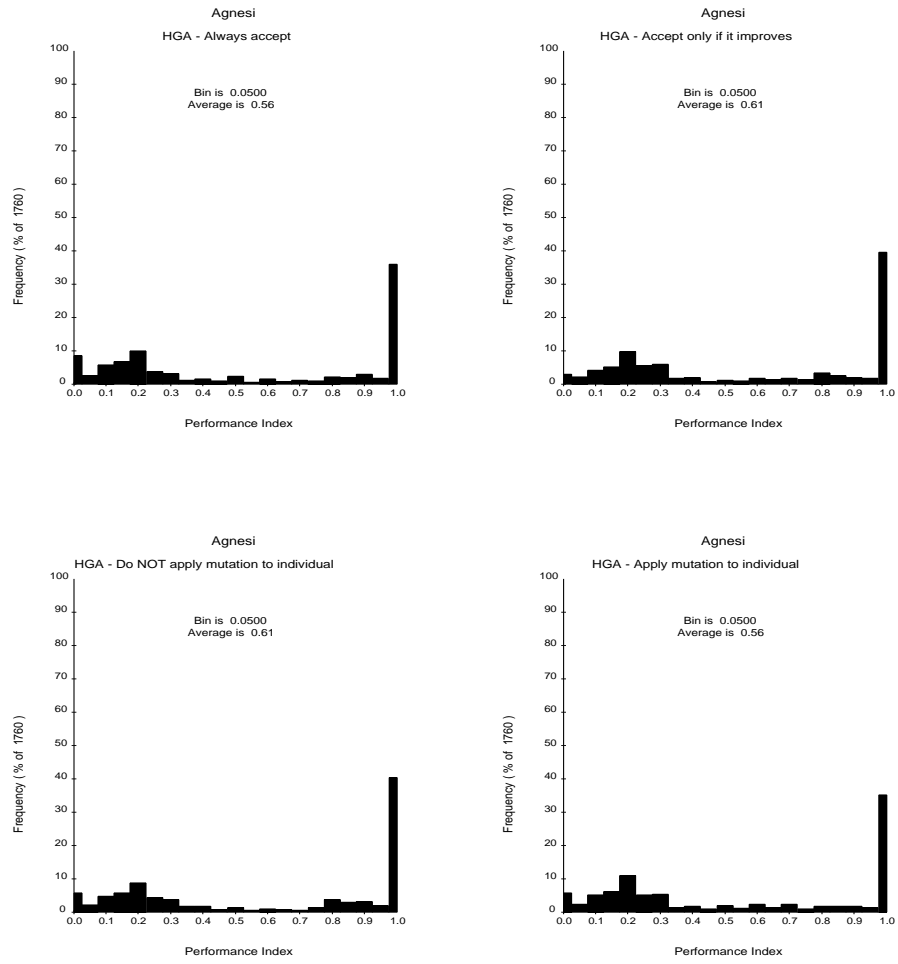 Agnesi
HGA - Always accept
Bin is 0.0500
Average is 0.56
100
90
80
70
60
50
40
30
20
10
0
Frequency ( % of 1760 )
0.0 0.1 0.2 0.3 0.4 0.5 0.6 0.7 0.8 0.9 1.0
Performance Index
Agnesi
HGA - Accept only if it improves
Bin is 0.0500
Average is 0.61
100
90
80
70
60
50
40
30
20
10
0
Frequency ( % of 1760 )
0.0 0.1 0.2 0.3 0.4 0.5 0.6 0.7 0.8 0.9 1.0
Performance Index
Agnesi
HGA - Do NOT apply mutation to individual
Bin is 0.0500
Average is 0.61
100
90
80
70
60
50
40
30
20
10
0
Frequency ( % of 1760 )
0.0 0.1 0.2 0.3 0.4 0.5 0.6 0.7 0.8 0.9 1.0
Performance Index
Agnesi
HGA - Apply mutation to individual
Bin is 0.0500
Average is 0.56
100
90
80
70
60
50
40
30
20
10
0
Frequency ( % of 1760 )
0.0 0.1 0.2 0.3 0.4 0.5 0.6 0.7 0.8 0.9 1.0
Performance Index